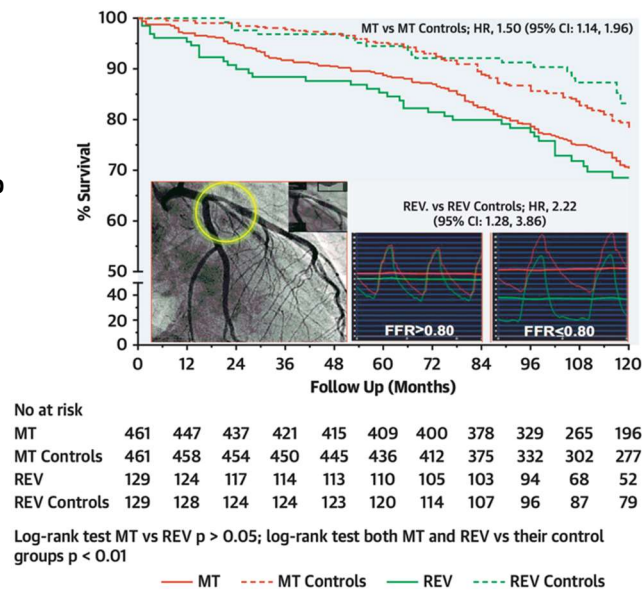 MT vs MT Controls; HR, 1.50 (95% CI: 1.14, 1.96)
100
90
80
70
60
50
40
20
0
% Survival
REV. vs REV Controls; HR, 2.22
(95% CI: 1.28, 3.86)
FFR>0.80
FFR≤0.80
0 12 24 36 48 60 72 84 96 108 120
Follow Up (Months)
No at risk
MT 461 447 437 421 415 409 400 378 329 265 196
MT Controls 461 458 454 450 445 436 412 375 332 302 277
REV 129 124 117 114 113 110 105 103 94 68 52
REV Controls 129 128 124 124 123 120 114 107 96 87 79
Log-rank test MT vs REV p > 0.05; log-rank test both MT and REV vs their control
groups p < 0.01
MT MT Controls REV REV Controls